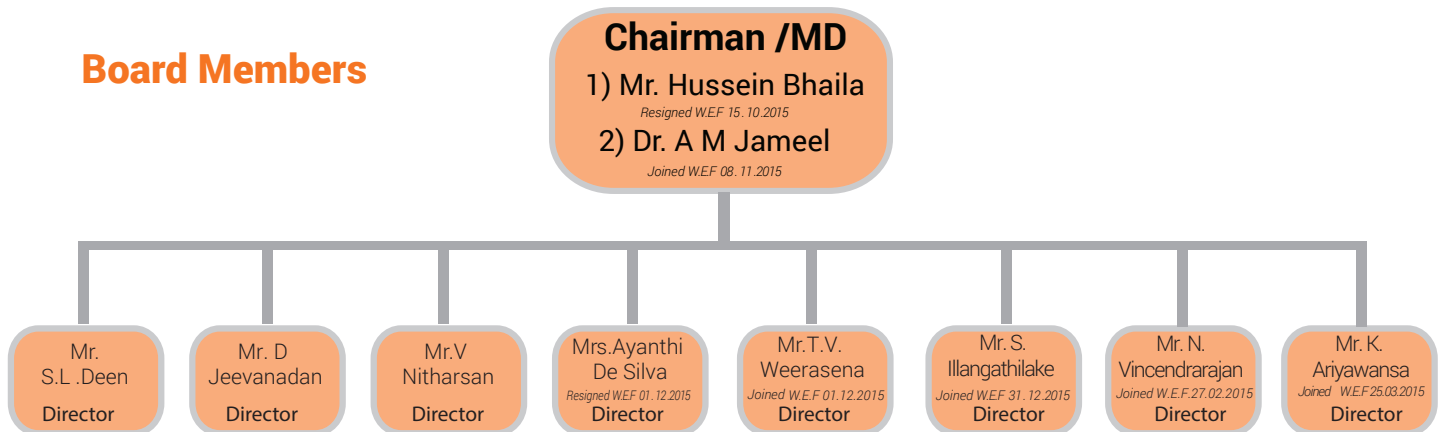 Board Members
Chairman /MD
1) Mr. Hussein Bhaila
Resigned W.E.F 15.10.2015
2) Dr. A M Jameel
Joined W.E.F 08.11.2015
Mr.
S.L .Deen
Director
Mr. D
Jeevanadan
Director
Mr.V
Nitharsan
Director
Mrs.Ayanthi
De Silva
Resigned W.E.F 01.12.2015
Director
Mr.T.V.
Weerasena
Joined W.E.F 01.12.2015
Director
Mr. S.
Illangathilake
Joined W.E.F 31.12.2015
Director
Mr. N.
Vincendrarajan
Joined W.E.F.27.02.2015
Director
Mr. K.
Ariyawansa
Joined W.E.F 25.03.2015
Director